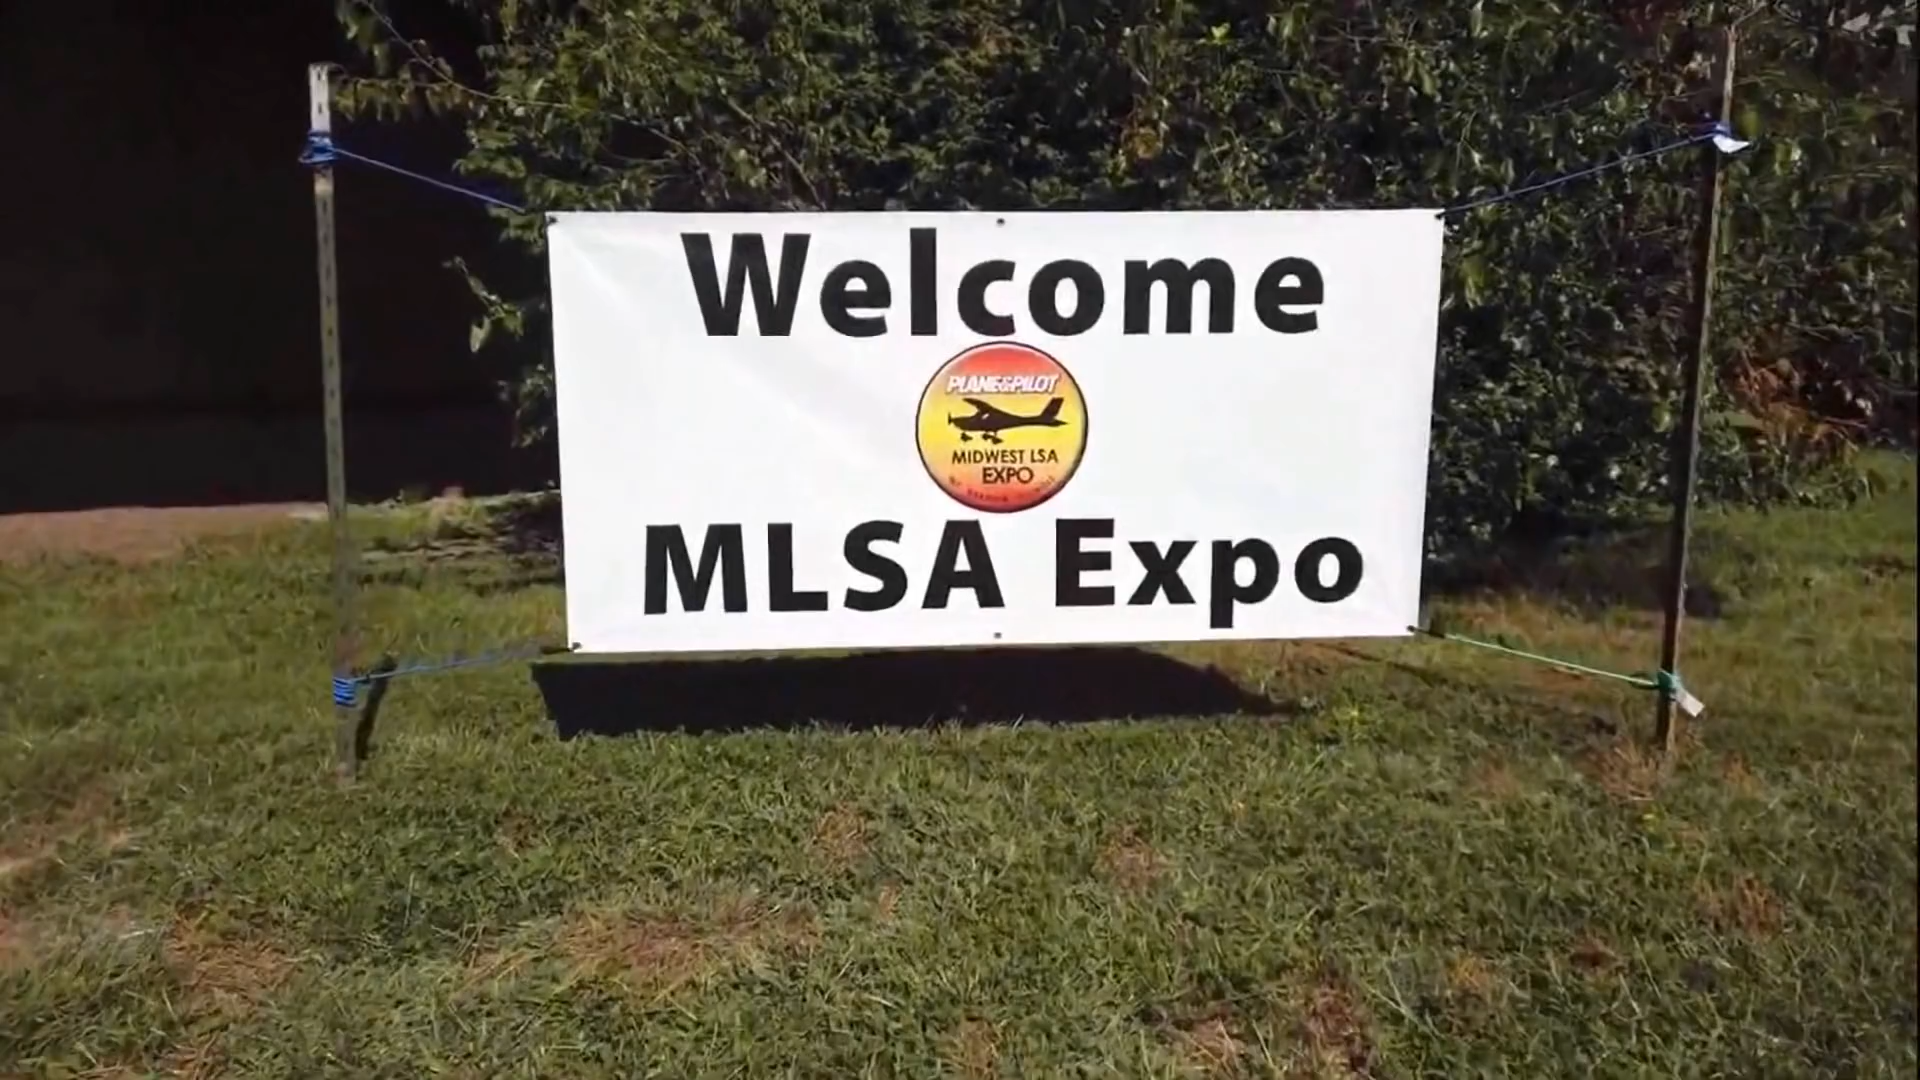 Welcome
PLANE&PILOT
MIDWEST LSA
EXPO
MLSA Expo